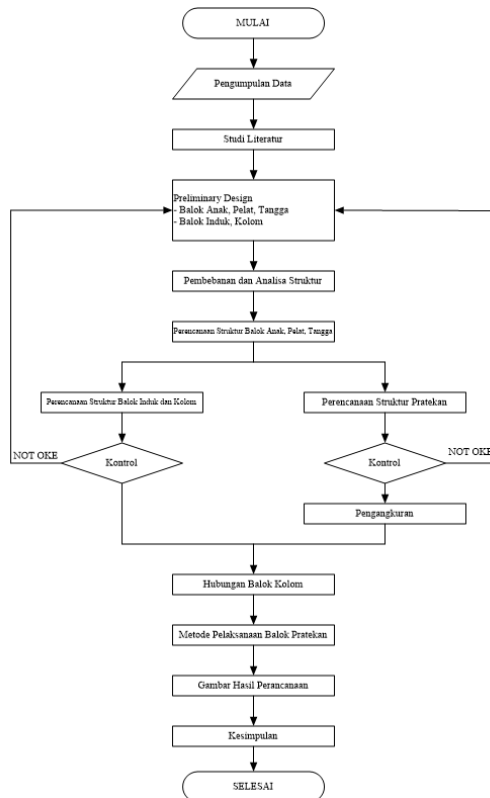 MULAI
Pengumpulan Data
Studi Literatur
Preliminary Design
- Balok Anak, Pelat, Tangga
- Balok Induk, Kolom
Pembebanan dan Analisa Struktur
Perencanaan Struktur Balok Anak, Pelat, Tangga
Perencanaan Struktur Balok Induk dan Kolom
Perencanaan Struktur Pratekan
NOT OKE
Kontrol
Kontrol
NOT OKE
Pengangkuran
Hubungan Balok Kolom
Metode Pelaksanaan Balok Pratekan
Gambar Hasil Perancanaan
Kesimpulan
SELESAI